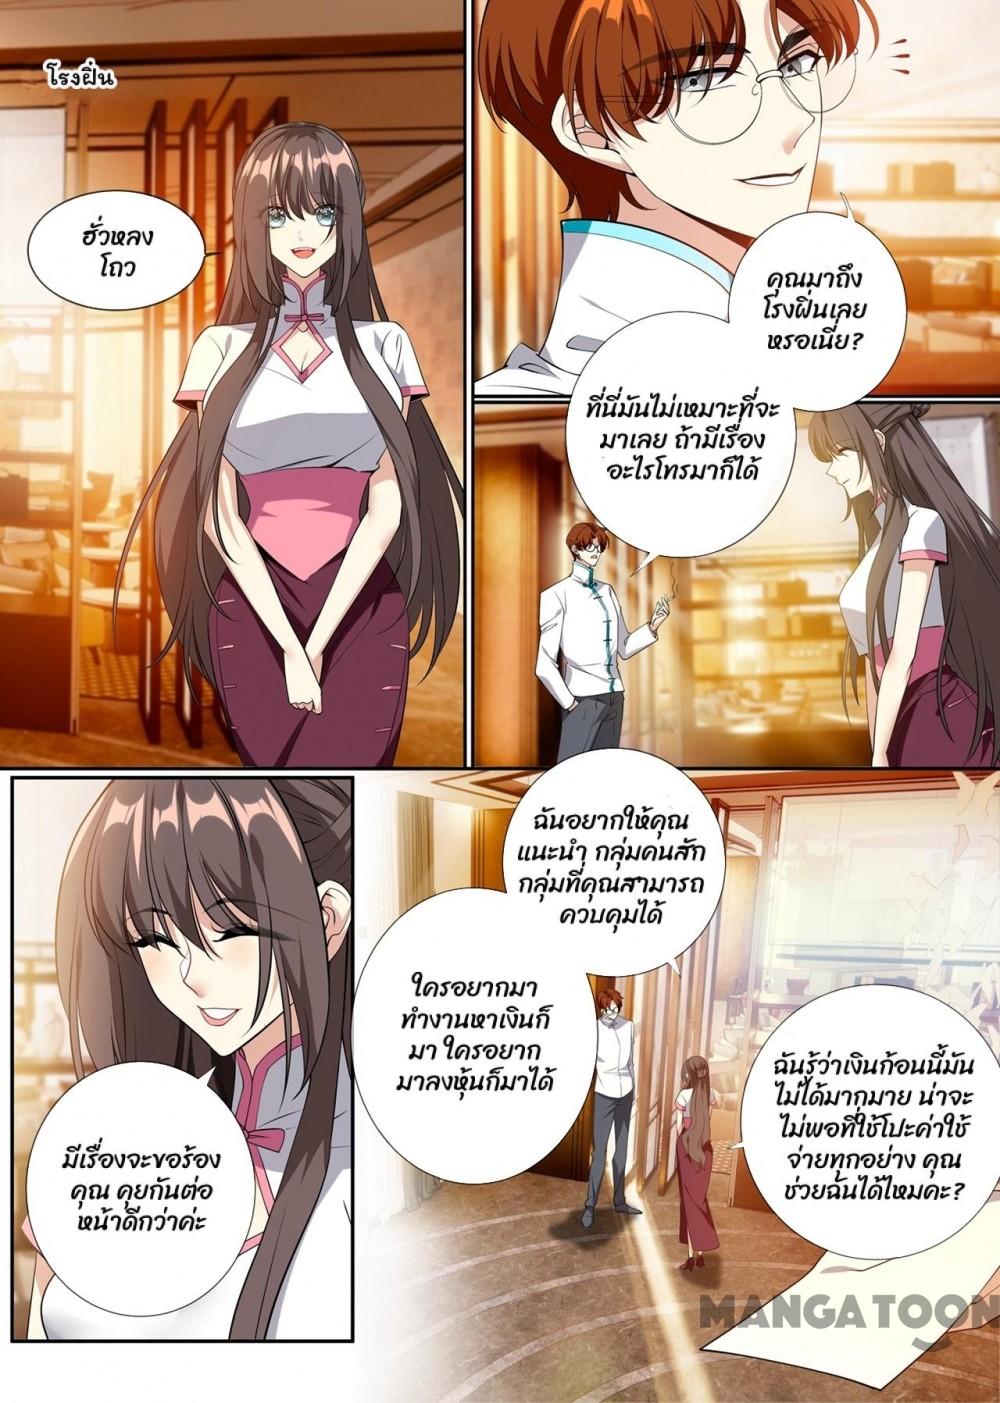 โรงฝิ่น
ฮั่วหลง
โถว
คุณมาถึง
โรงฝิ่นเลย
หรอเนี่ย?
ที่นี่มันไม่เหมาะที่จะ
มาเลย ถ้ามีเรื่อง
อะไรโทรมาก็ได้
มีเรื่องจะขอร้อง
คุณ คุยกันต่อ
หน้าดีกว่าค่ะ
ฉันอยากให้คุณ
แนะนำ กลุ่มคนสัก
กลุ่มที่คุณสามารถ
ควบคุมได้
ใครอยากมา
ทำงานหาเงินก็
มา ใครอยาก
มาลงหุ้นก็มาได้
ฉันรู้ว่าเงินก้อนนี้มัน
ไม่ได้มากมาย น่าจะ
ไม่พอที่ใช้โปะค่าใช้
จ่ายทุกอย่าง คุณ
ช่วยฉันได้ไหมคะ?
MANGATOON